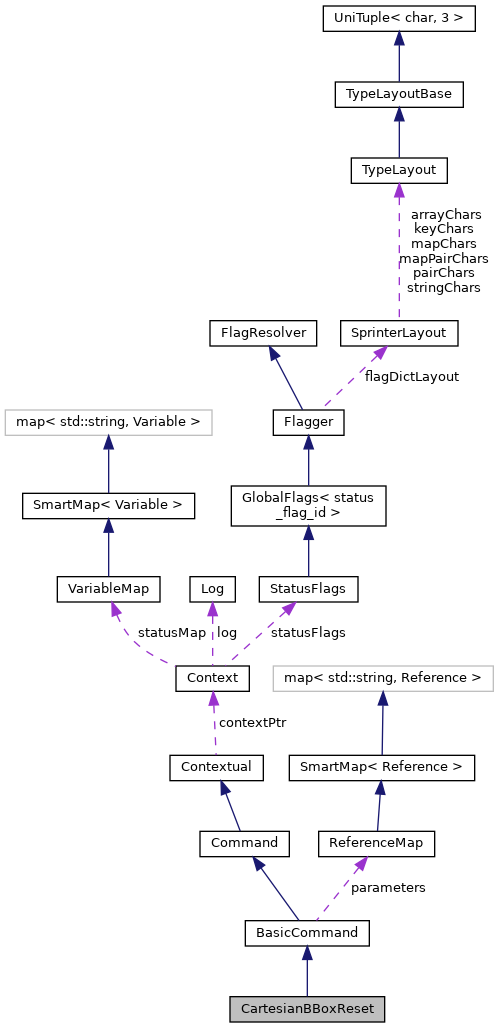 UniTuple< char, 3 >
TypeLayoutBase
TypeLayout
arrayChars
keyChars
mapChars
mapPairChars
pairChars
stringChars
FlagResolver
SprinterLayout
flagDictLayout
map< std::string, Variable >
Flagger
SmartMap< Variable >
GlobalFlags< status
_flag_id >
VariableMap
Log
StatusFlags
statusMap
log
statusFlags
Context
map< std::string, Reference >
contextPtr
Contextual
SmartMap< Reference >
Command
ReferenceMap
parameters
BasicCommand
CartesianBBoxReset